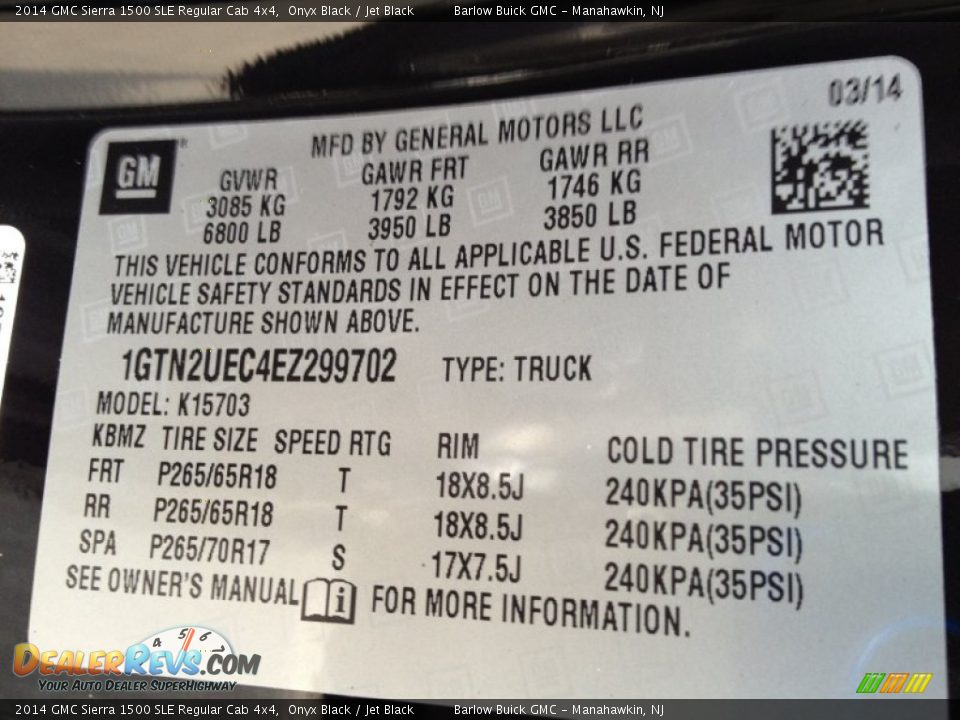 2014 GMC Sierra 1500 SLE Regular Cab 4x4, Onyx Black / Jet Black Barlow Buick GMC - Manahawkin, NJ
03/14
GM ®
MFD BY GENERAL MOTORS LLC
GVWR GAWR FRT GAWR RR
3085 KG 1792 KG 1746 KG
6800 LB 3950 LB 3850 LB
THIS VEHICLE CONFORMS TO ALL APPLICABLE U.S. FEDERAL MOTOR
VEHICLE SAFETY STANDARDS IN EFFECT ON THE DATE OF
MANUFACTURE SHOWN ABOVE.
1GTN2UEC4EZ299702 TYPE: TRUCK
MODEL: K15703
KBMZ TIRE SIZE SPEED RTG RIM COLD TIRE PRESSURE
FRT P265/65R18 T 18X8.5J 240KPA(35PSI)
RR P265/65R18 T 18X8.5J 240KPA(35PSI)
SPA P265/70R17 S 17X7.5J 240KPA(35PSI)
SEE OWNER'S MANUAL i FOR MORE INFORMATION.
4 5 6
DealerRevs.com
Your Auto Dealer SuperHighway
2014 GMC Sierra 1500 SLE Regular Cab 4x4, Onyx Black / Jet Black Barlow Buick GMC - Manahawkin, NJ